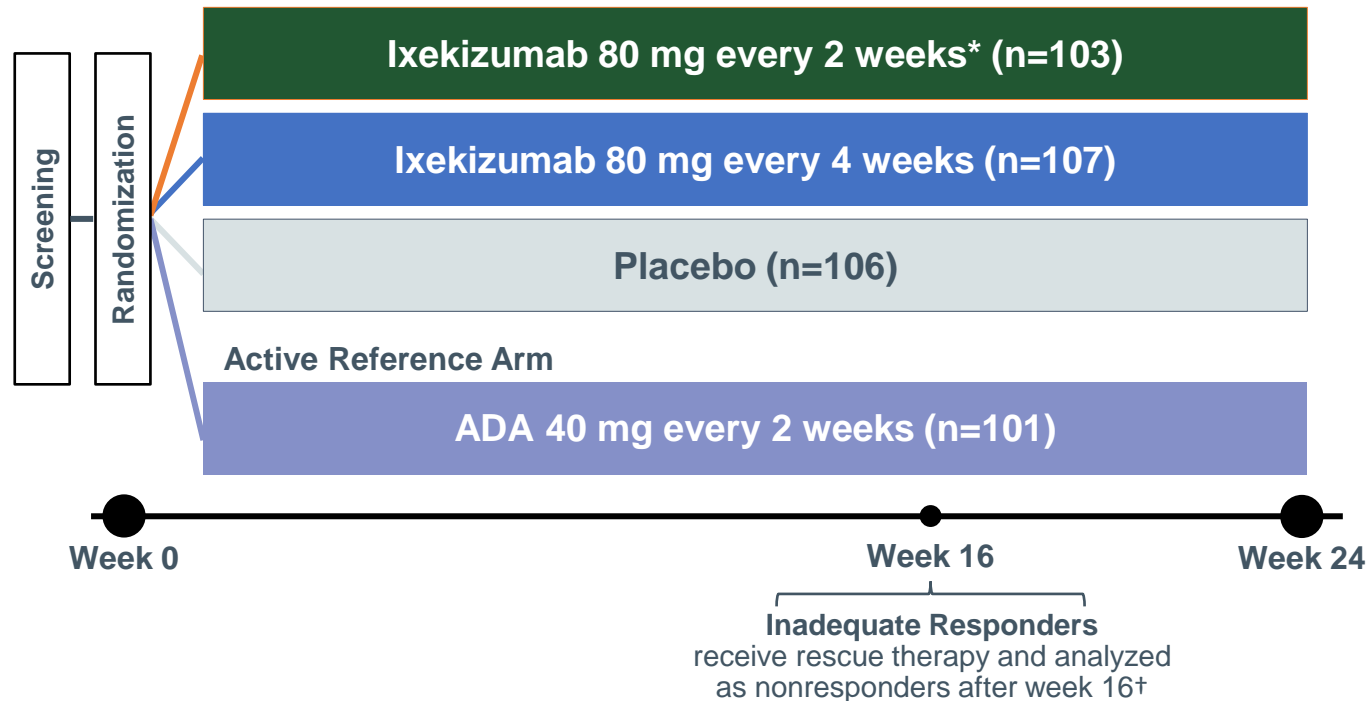 Screening
Randomization
Ixekizumab 80 mg every 2 weeks* (n=103)
Ixekizumab 80 mg every 4 weeks (n=107)
Placebo (n=106)
Active Reference Arm
ADA 40 mg every 2 weeks (n=101)
Week 0
Week 16
Week 24
Inadequate Responders
receive rescue therapy and analyzed
as nonresponders after week 16†